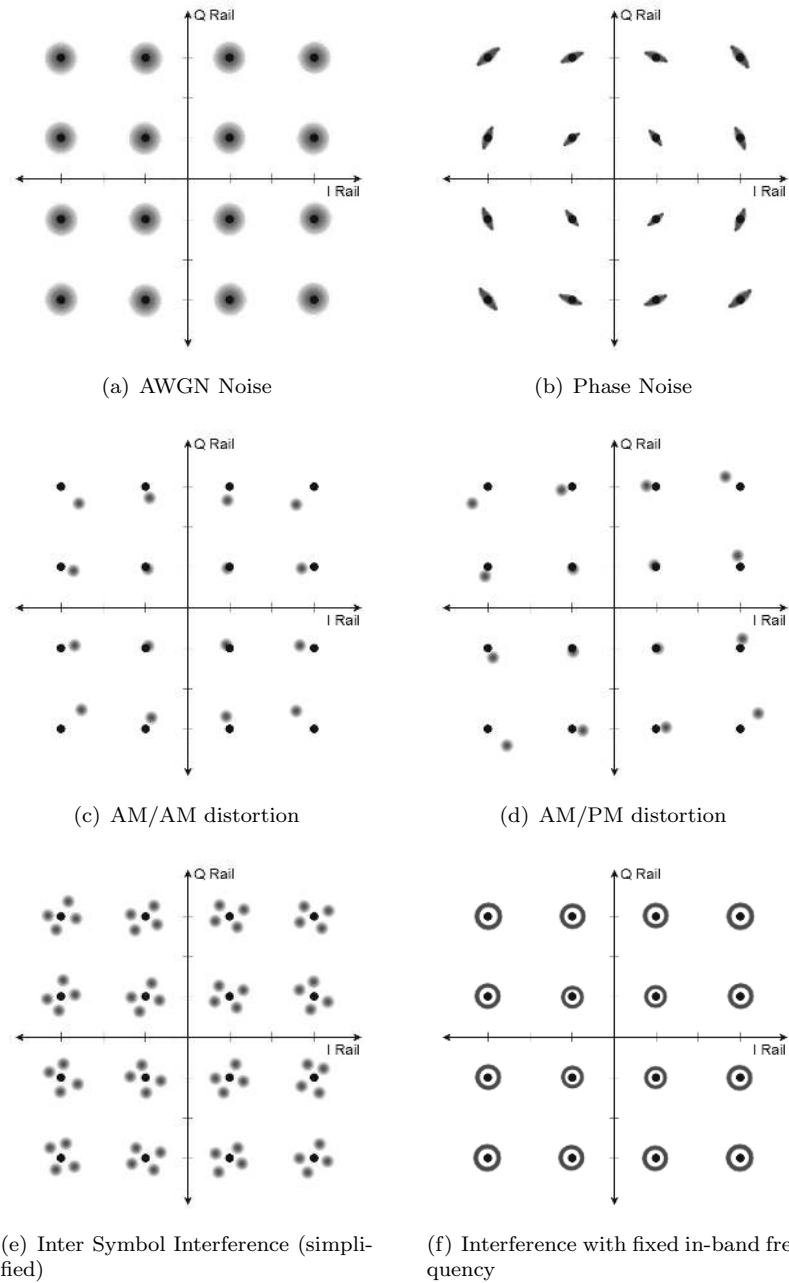 Q Rail
I Rail
Q Rail
I Rail
(a) AWGN Noise
(b) Phase Noise
Q Rail
I Rail
Q Rail
I Rail
(c) AM/AM distortion
(d) AM/PM distortion
Q Rail
I Rail
Q Rail
I Rail
(e) Inter Symbol Interference (simpli-
fied)
(f) Interference with fixed in-band fre
quency